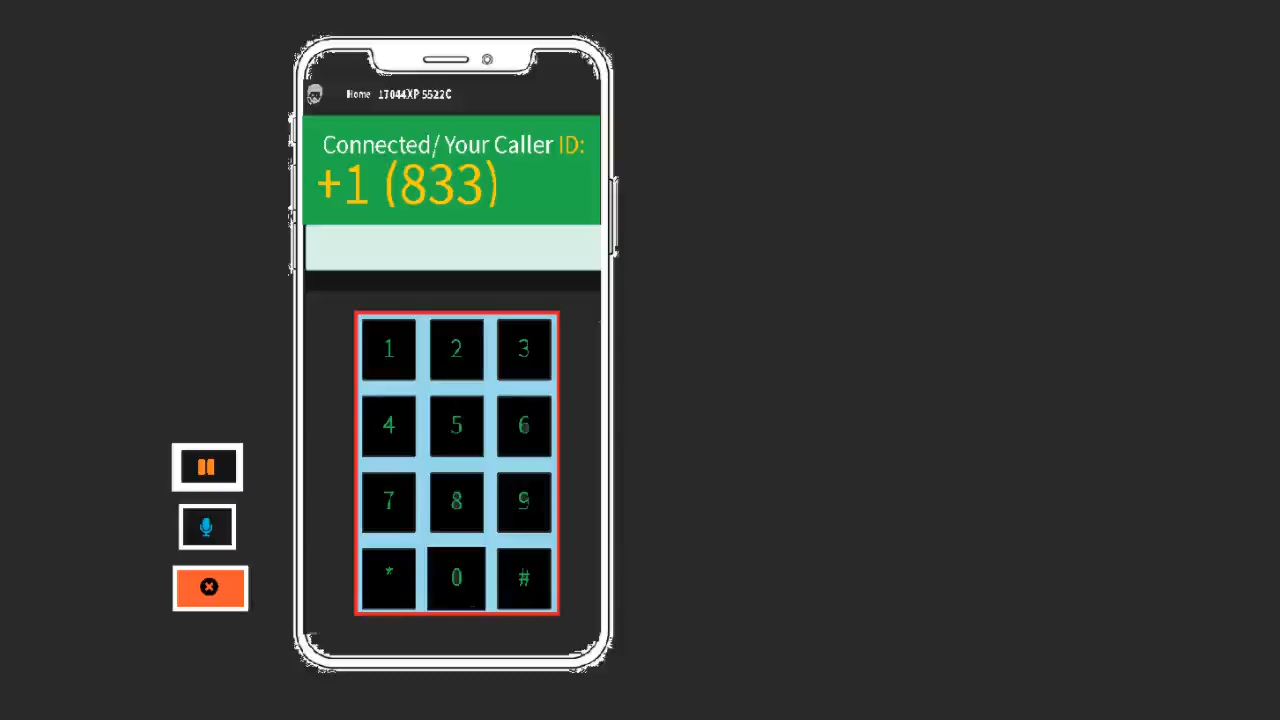 Home 17044XP 5522C
Connected/ Your Caller ID:
+1 (833)
1 2 3
4 5 6
7 8 9
* 0 #